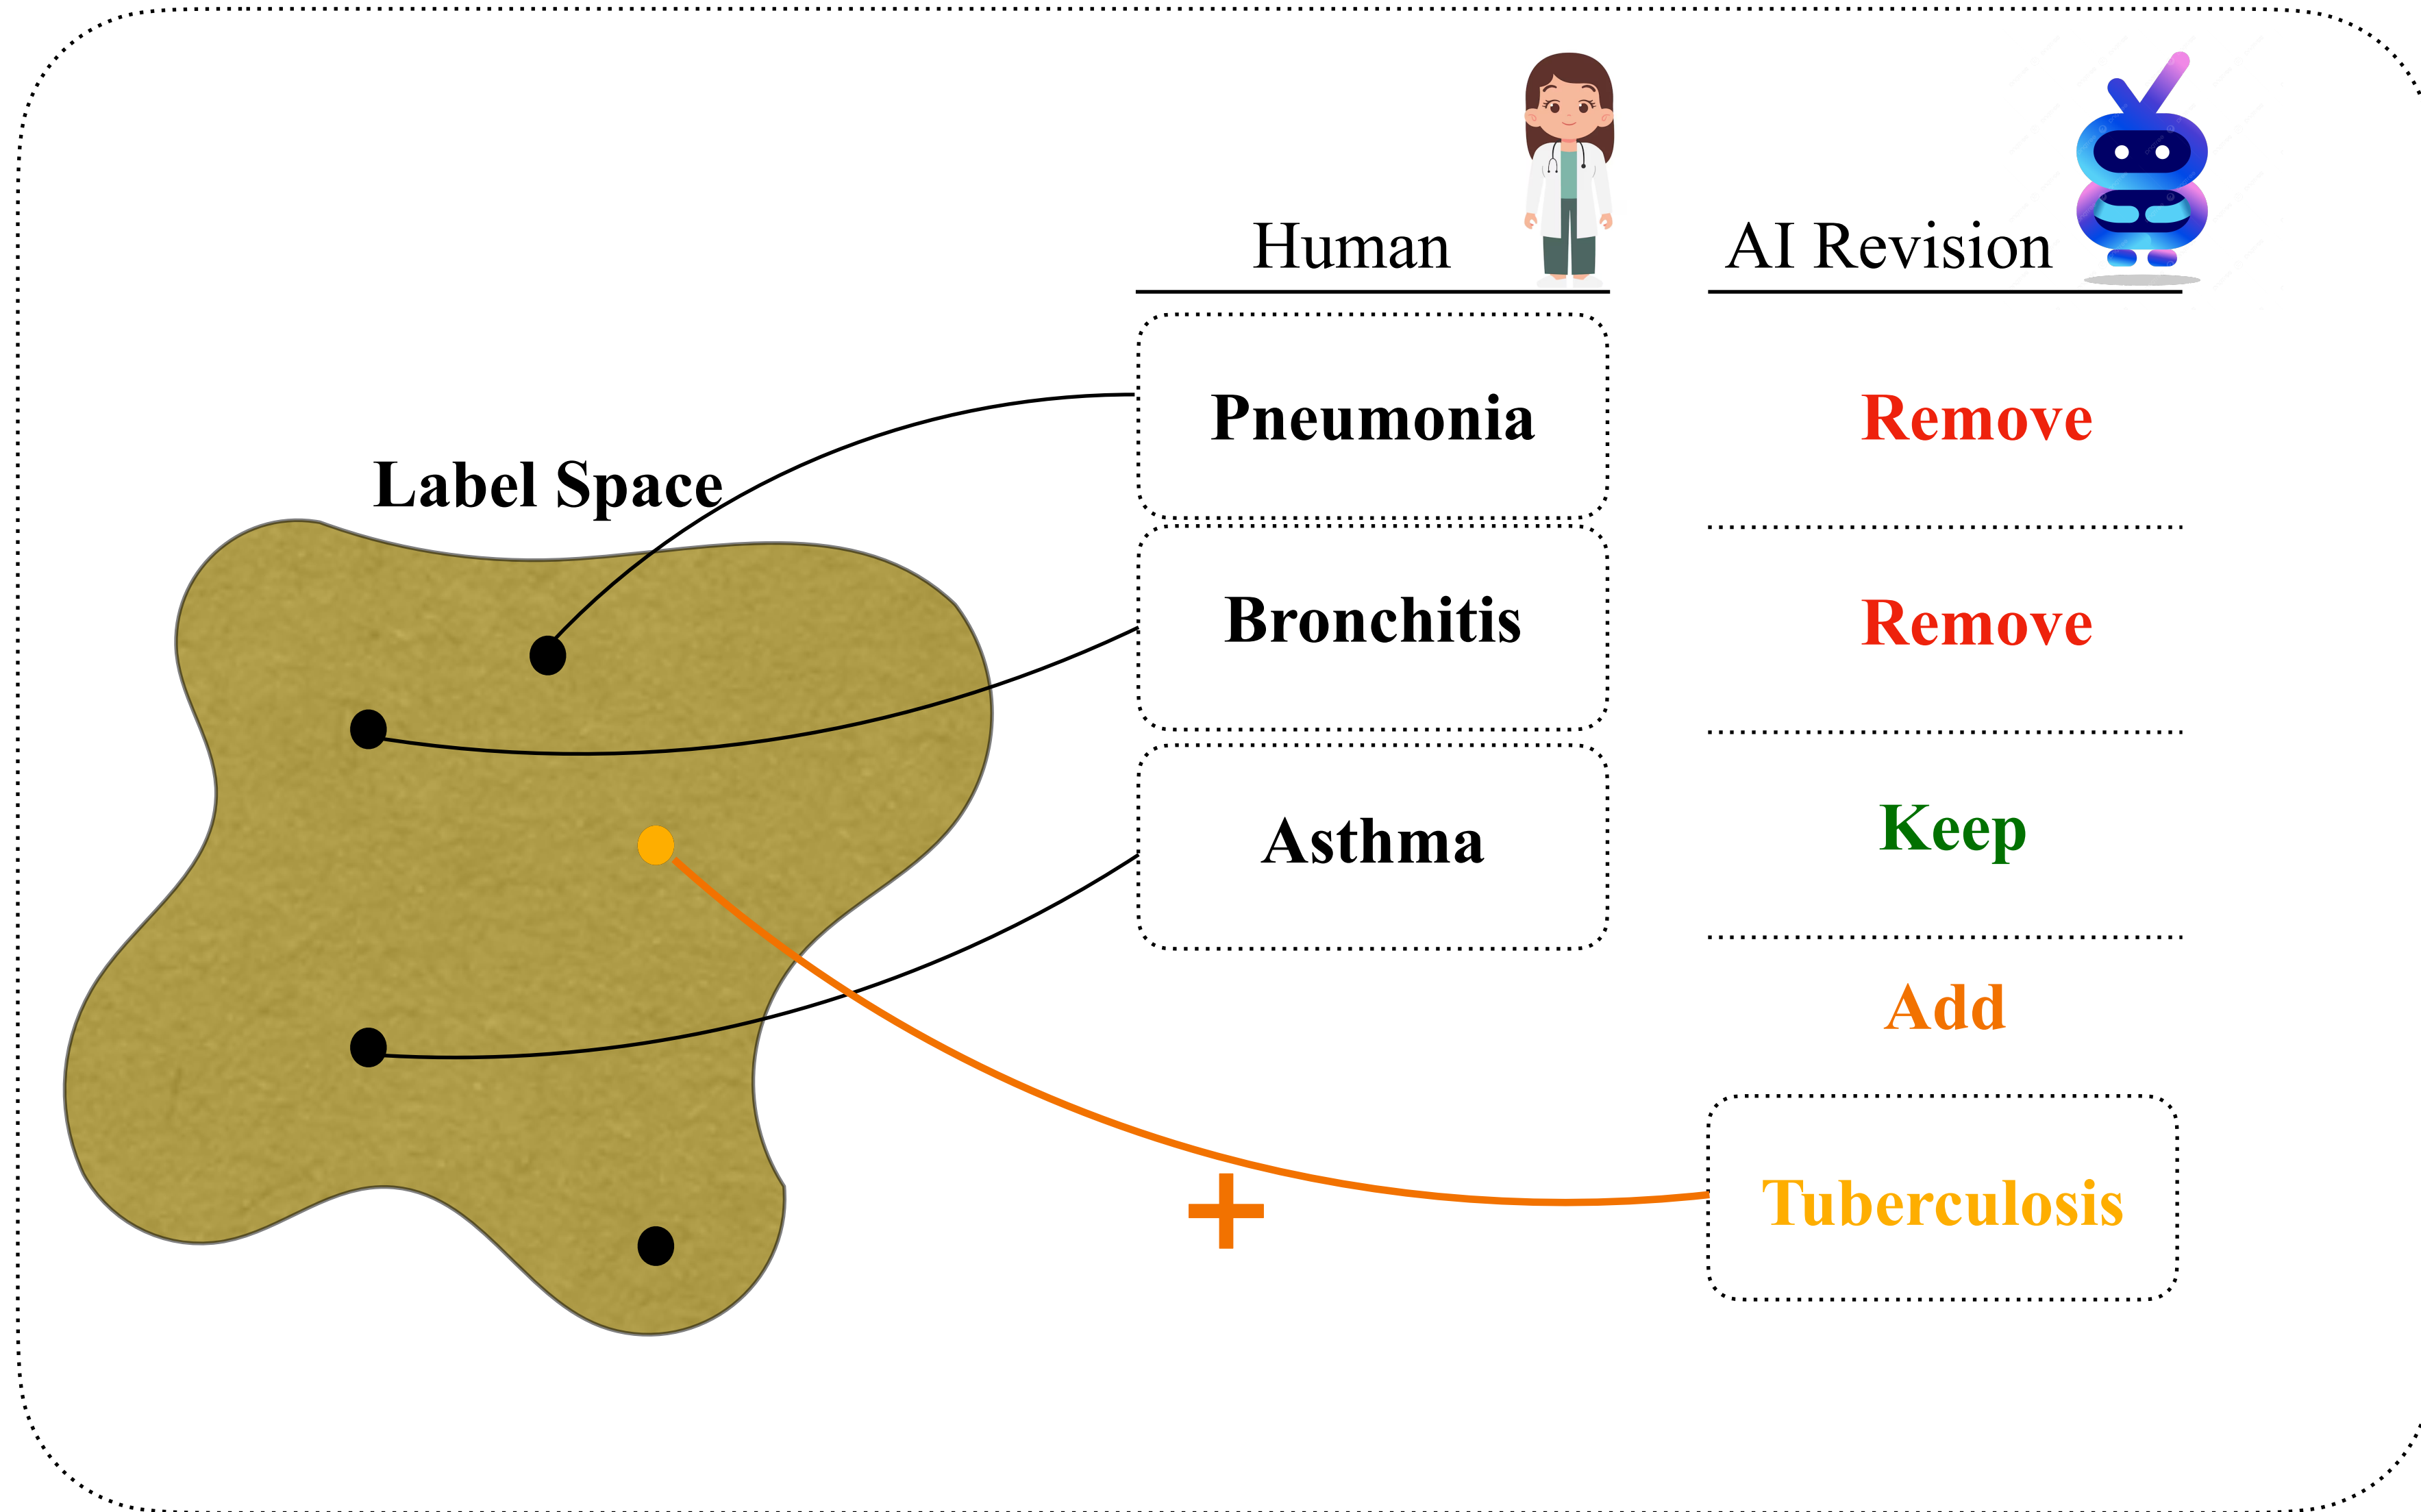 Human
AI Revision
Label Space
Pneumonia
Remove
Bronchitis
Remove
Asthma
Keep
Add
+
Tuberculosis